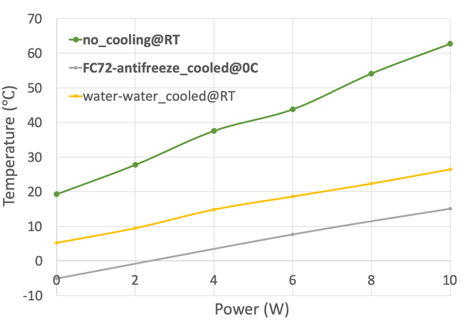 70
60
50
40
30
20
10
0
-10
Temperature (°C)
no_cooling@RT
FC72-antifreeze_cooled@0C
water-water_cooled@RT
0 2 4 6 8 10
Power (W)